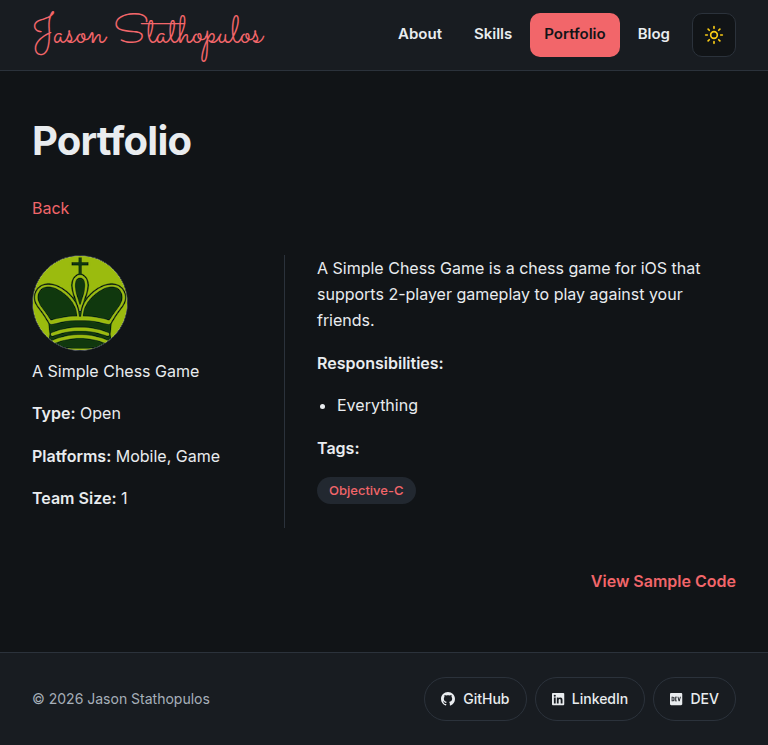 Jason Stathopulos
About Skills Portfolio Blog
Portfolio
Back
A Simple Chess Game
Type: Open
Platforms: Mobile, Game
Team Size: 1
A Simple Chess Game is a chess game for iOS that
supports 2-player gameplay to play against your
friends.
Responsibilities:
Everything
Tags:
Objective-C
View Sample Code
© 2026 Jason Stathopulos
GitHub LinkedIn DEV